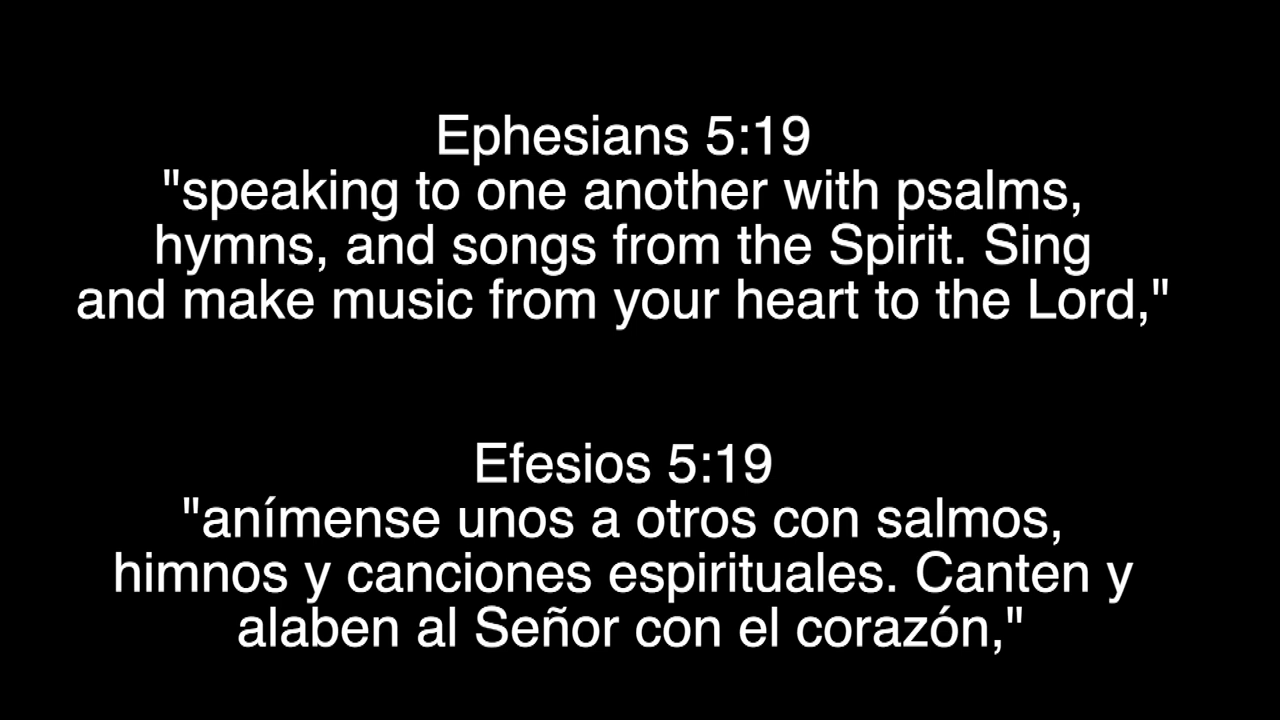 Ephesians 5:19
"speaking to one another with psalms,
hymns, and songs from the Spirit. Sing
and make music from your heart to the Lord,"
Efesios 5:19
"anímense unos a otros con salmos,
himnos y canciones espirituales. Canten y
alaben al Señor con el corazón,"